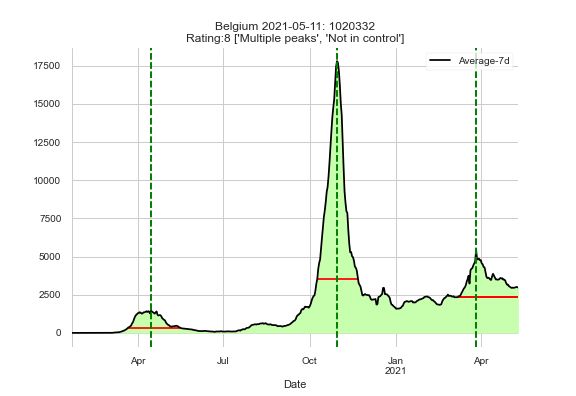 Belgium 2021-05-11: 1020332
Rating:8 ['Multiple peaks', 'Not in control']
Average-7d
17500
15000
12500
10000
7500
5000
2500
0
Apr
Jul
Oct
Jan
2021
Apr
Date